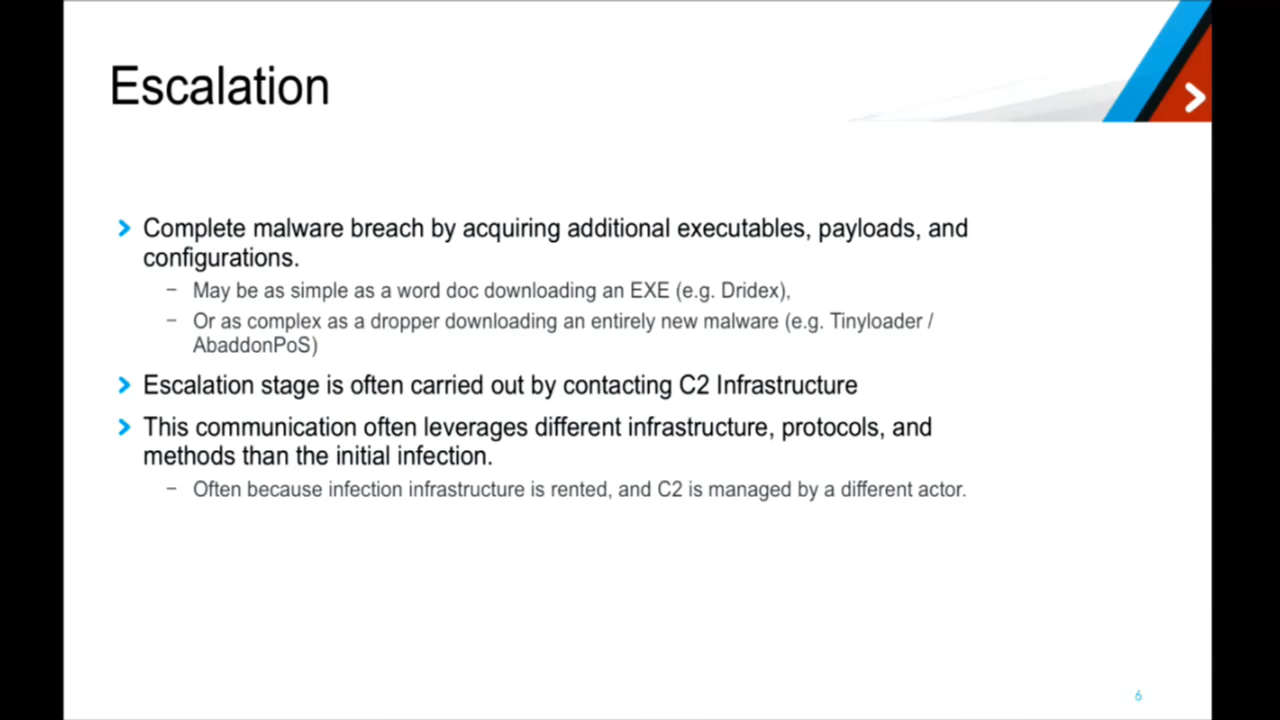 Escalation
Complete malware breach by acquiring additional executables, payloads, and
configurations.
– May be as simple as a word doc downloading an EXE (e.g. Dridex),
– Or as complex as a dropper downloading an entirely new malware (e.g. Tinyloader /
AbaddonPoS)
Escalation stage is often carried out by contacting C2 Infrastructure
This communication often leverages different infrastructure, protocols, and
methods than the initial infection.
– Often because infection infrastructure is rented, and C2 is managed by a different actor.
6